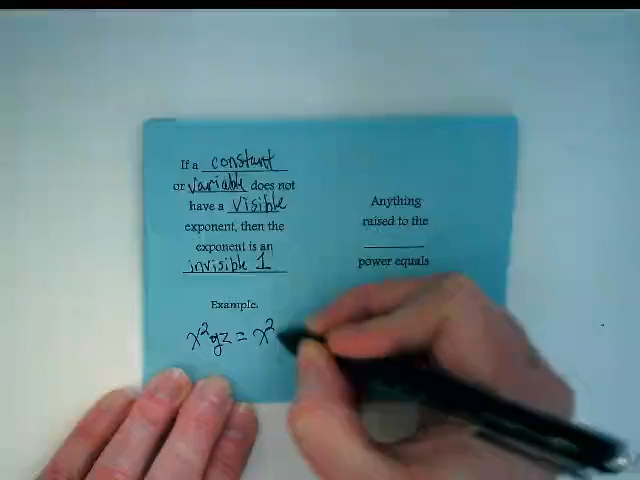 If a constant
or variable does not
have a visible
exponent, then the
exponent is an
invisible 1
Example.
x²yz = x²
Anything
raised to the
power equals